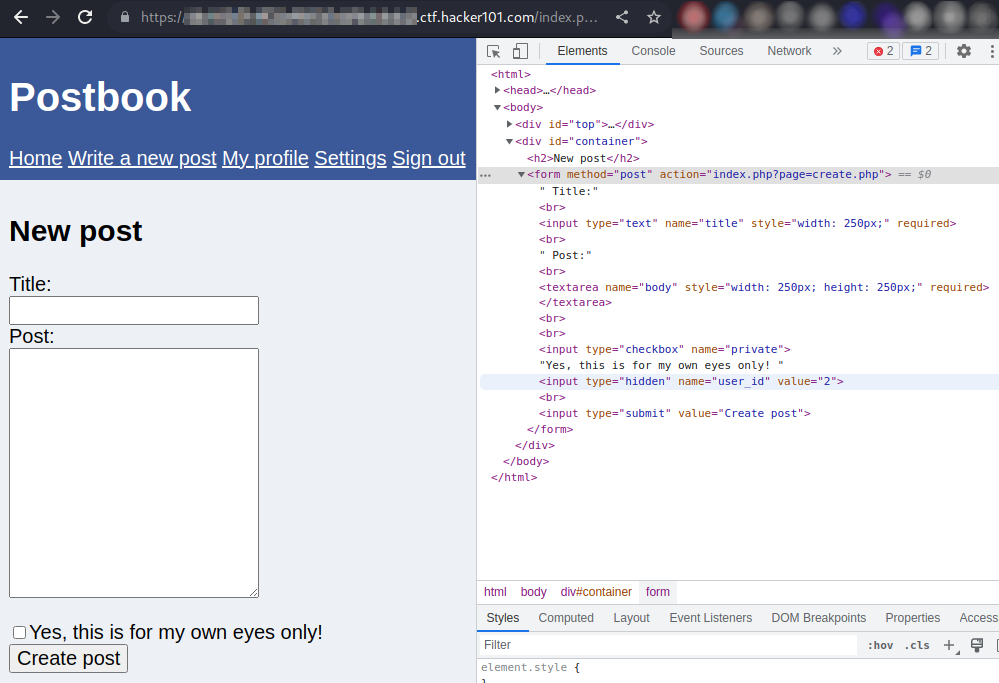 https://
.ctf.hacker101.com/index.p...
Postbook
Home Write a new post My profile Settings Sign out
New post
Title:
Post:
Yes, this is for my own eyes only!
Create post
Elements Console Sources Network » 2 2
<html>
<head>…</head>
<body>
<div id="top">…</div>
<div id="container">
<h2>New post</h2>
<form method="post" action="index.php?page=create.php"> == $0
" Title:"
<br>
<input type="text" name="title" style="width: 250px;" required>
<br>
" Post:"
<br>
<textarea name="body" style="width: 250px; height: 250px;" required>
</textarea>
<br>
<br>
<input type="checkbox" name="private">
"Yes, this is for my own eyes only! "
<input type="hidden" name="user_id" value="2">
<br>
<input type="submit" value="Create post">
</form>
</div>
</body>
</html>
html body div#container form
Styles Computed Layout Event Listeners DOM Breakpoints Properties Access
Filter :hov .cls +
element.style {
}